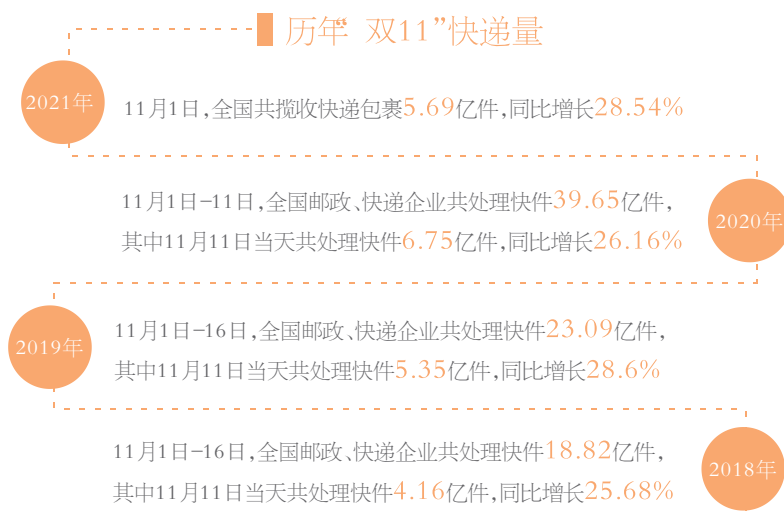 历年“双11”快递量
2021年
11月1日,全国共揽收快递包裹5.69亿件,同比增长28.54%
11月1日-11日,全国邮政、快递企业共处理快件39.65亿件,
其中11月11日当天共处理快件6.75亿件,同比增长26.16%
2020年
2019年
11月1日-16日,全国邮政、快递企业共处理快件23.09亿件,
其中11月11日当天共处理快件5.35亿件,同比增长28.6%
11月1日-16日,全国邮政、快递企业共处理快件18.82亿件,
其中11月11日当天共处理快件4.16亿件,同比增长25.68%
2018年